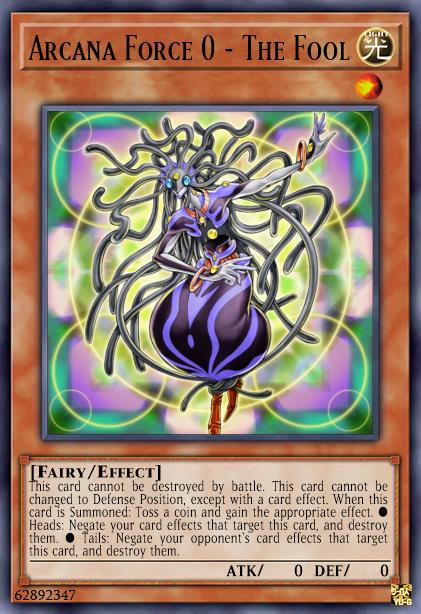 ARCANA FORCE 0 - THE FOOL
LIGHT
光
[FAIRY/EFFECT]
This card cannot be destroyed by battle. This card cannot be
changed to Defense Position, except with a card effect. When this
card is Summoned: Toss a coin and gain the appropriate effect. ●
Heads: Negate your card effects that target this card, and destroy
them. ● Tails: Negate your opponent's card effects that target
this card, and destroy them.
ATK/ 0 DEF/ 0
62892347